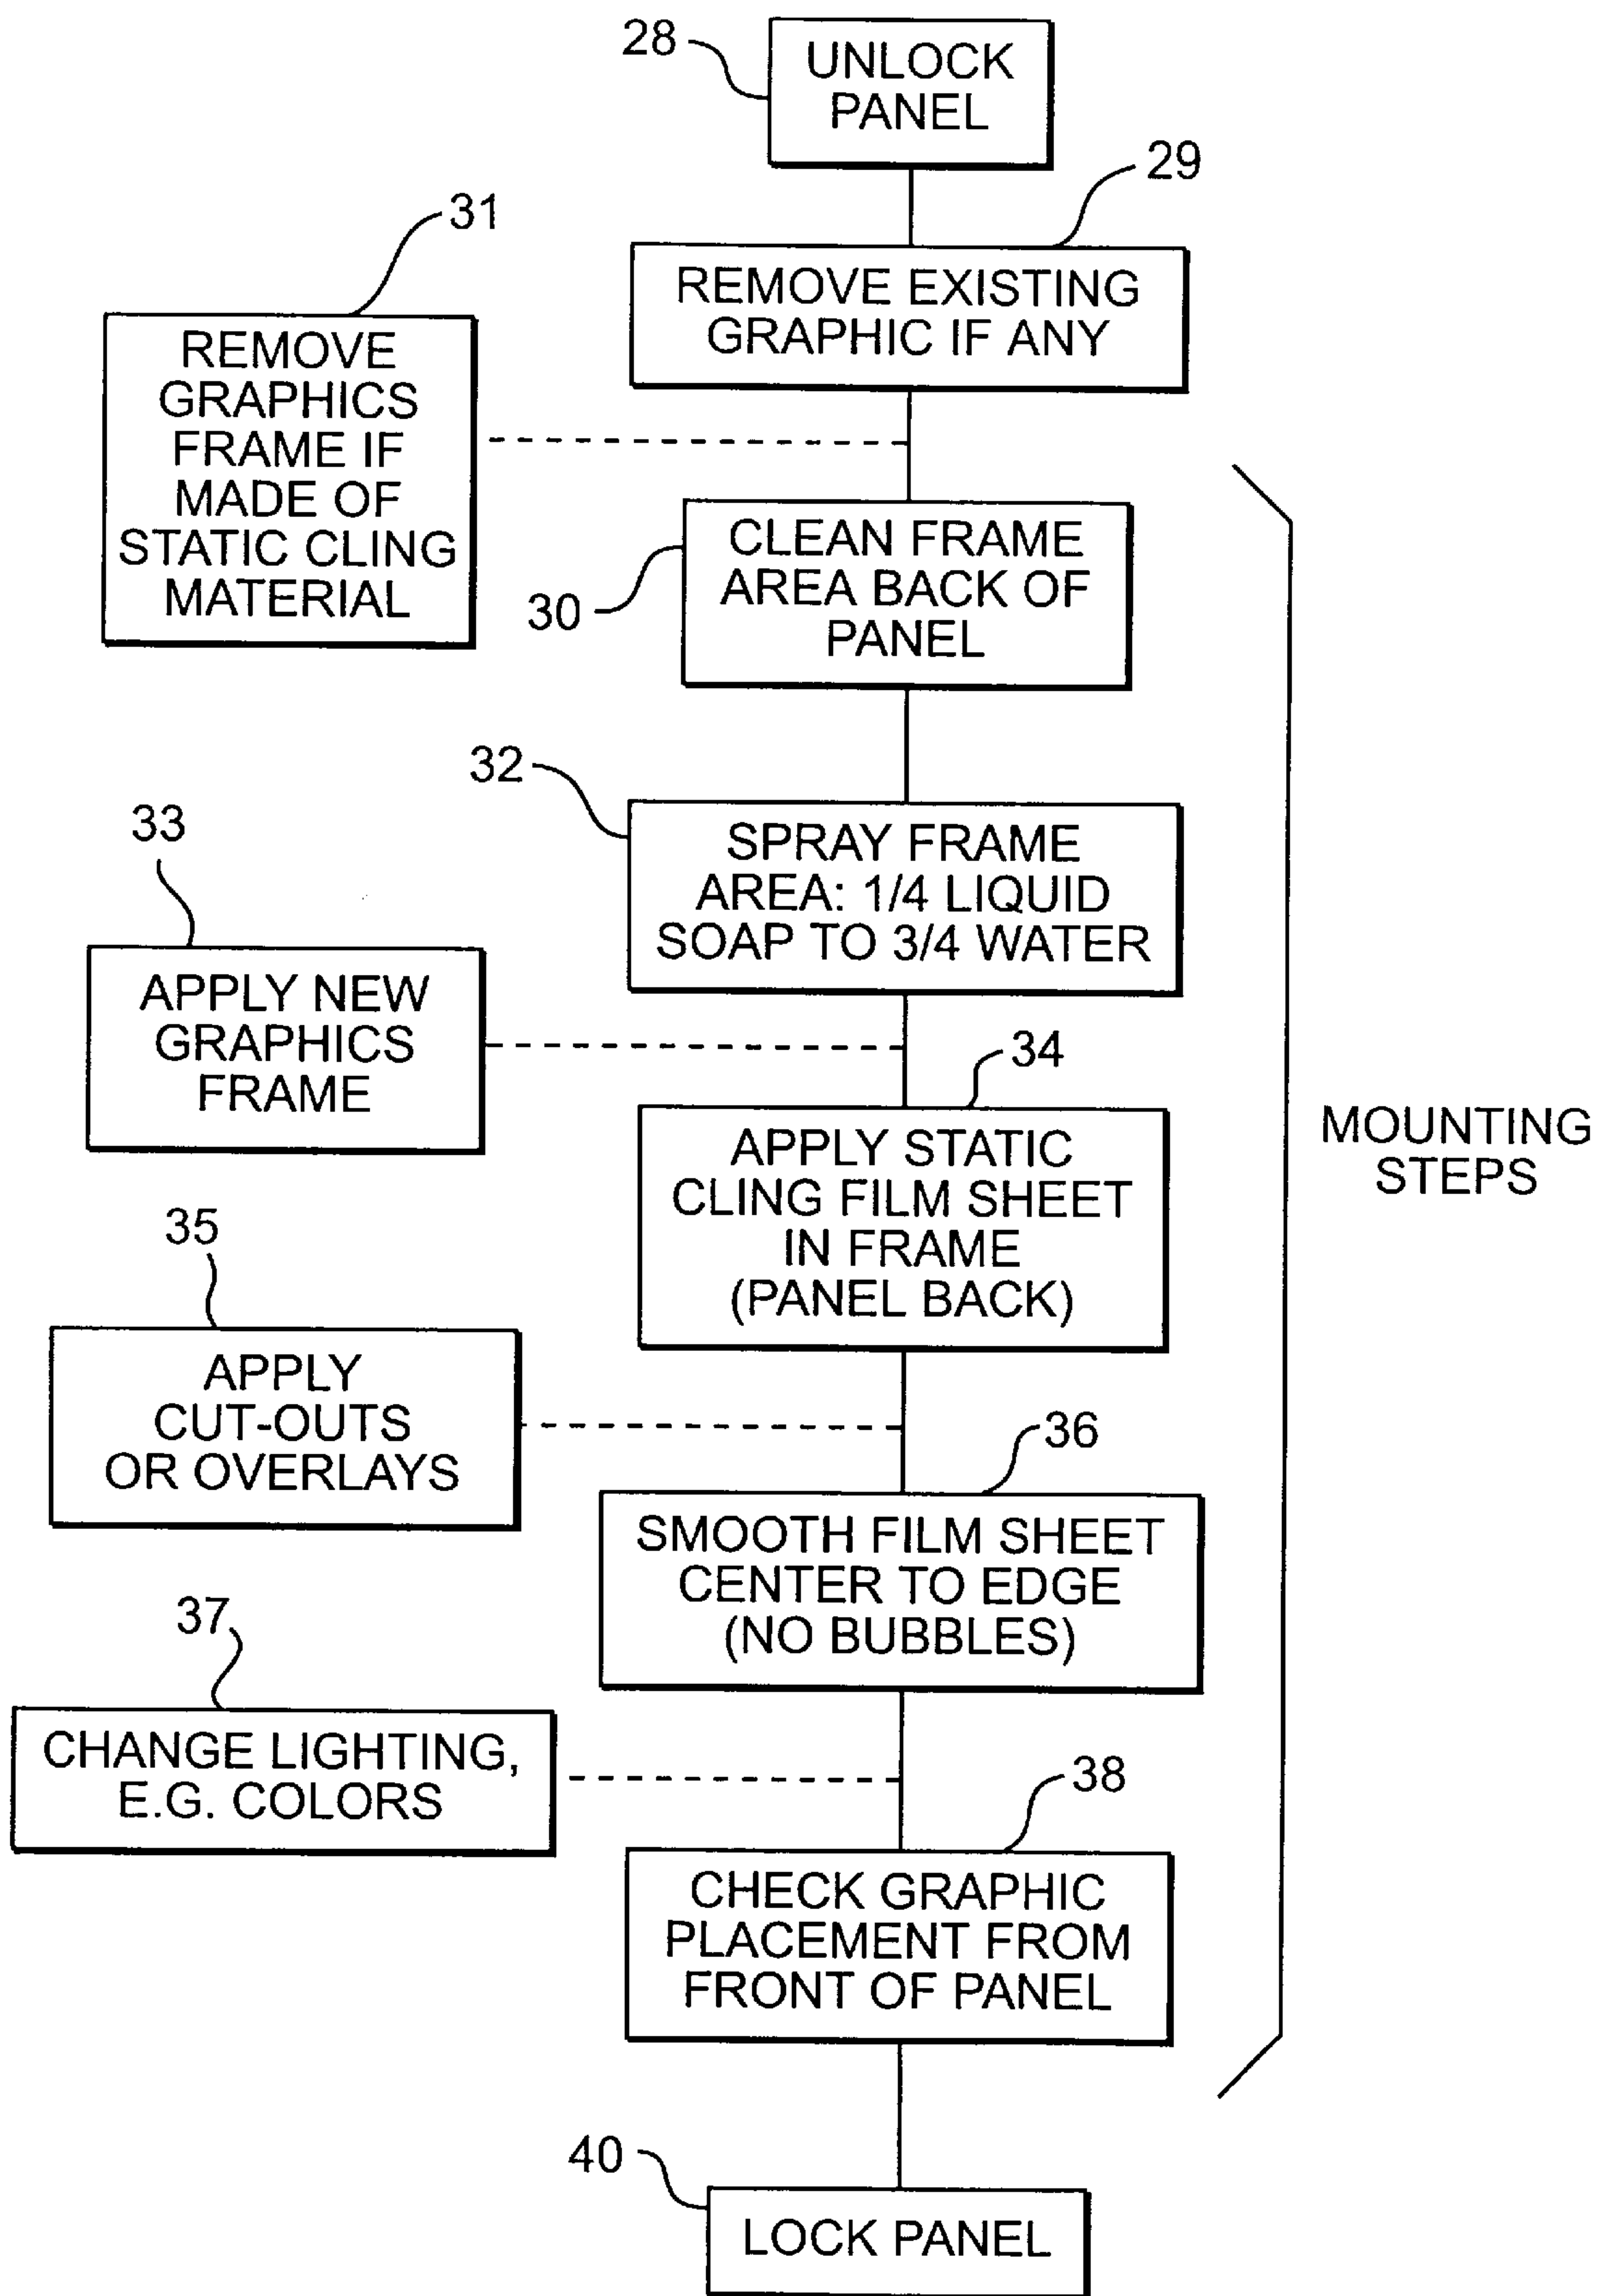 28
UNLOCK
PANEL
29
REMOVE EXISTING
GRAPHIC IF ANY
31
REMOVE
GRAPHICS
FRAME IF
MADE OF
STATIC CLING
MATERIAL
30
CLEAN FRAME
AREA BACK OF
PANEL
32
SPRAY FRAME
AREA: 1/4 LIQUID
SOAP TO 3/4 WATER
33
APPLY NEW
GRAPHICS
FRAME
34
APPLY STATIC
CLING FILM SHEET
IN FRAME
(PANEL BACK)
MOUNTING
STEPS
35
APPLY
CUT-OUTS
OR OVERLAYS
36
SMOOTH FILM SHEET
CENTER TO EDGE
(NO BUBBLES)
37
CHANGE LIGHTING,
E.G. COLORS
38
CHECK GRAPHIC
PLACEMENT FROM
FRONT OF PANEL
40
LOCK PANEL